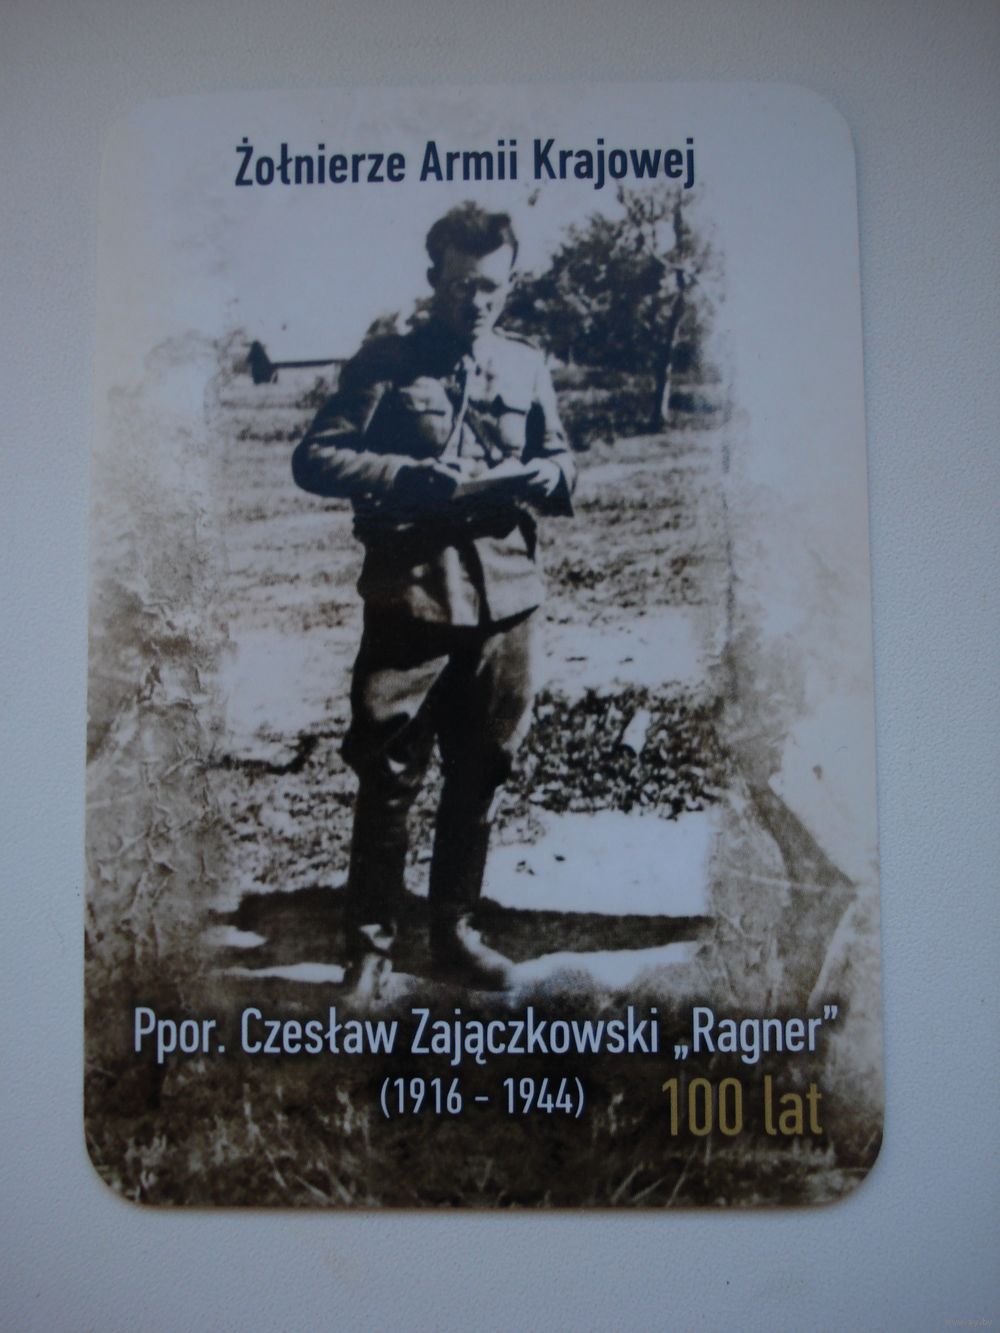 Żołnierze Armii Krajowej
Ppor. Czesław Zajączkowski „Ragner”
(1916 - 1944)
100 lat